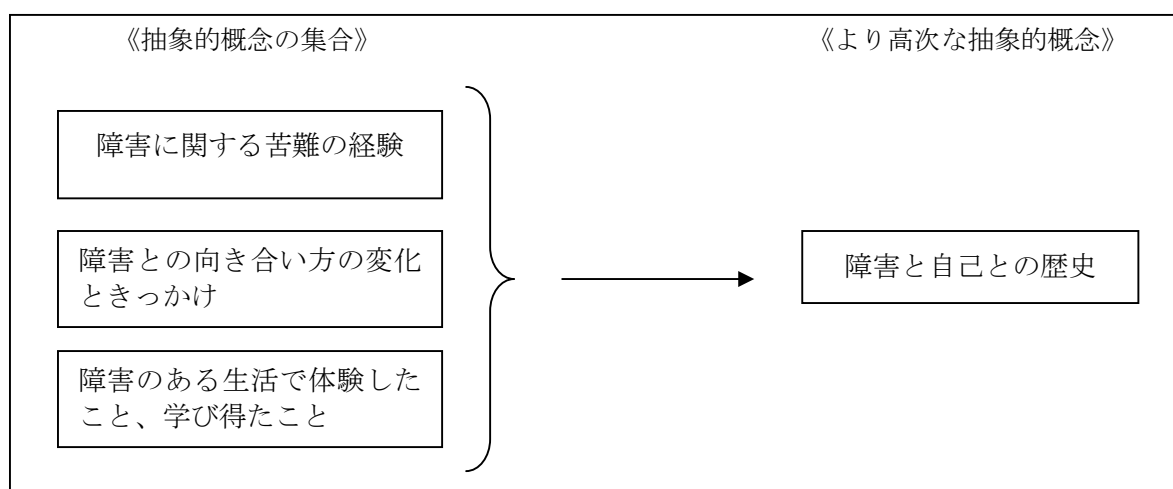 《抽象的概念の集合》
《より高次な抽象的概念》
障害に関する苦難の経験
障害との向き合い方の変化
ときっかけ
障害のある生活で体験した
こと、学び得たこと
障害と自己との歴史